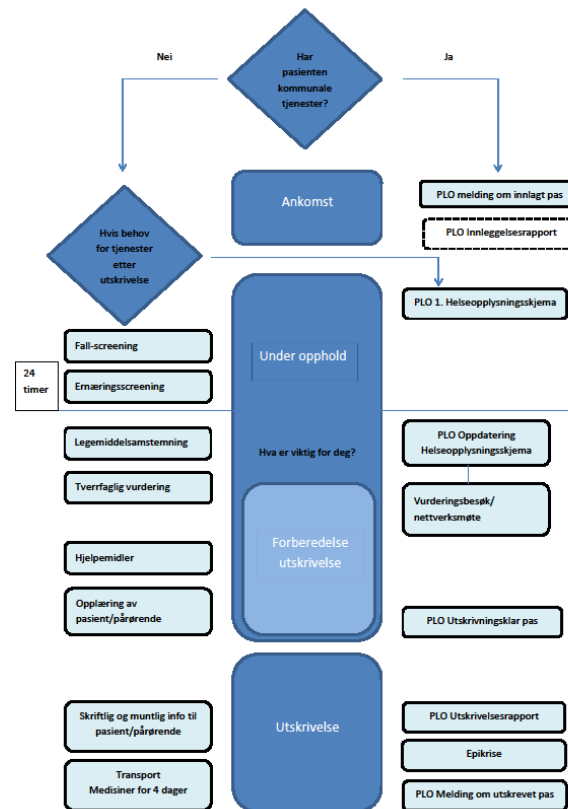 Nei
Har
pasienten
kommunale
tjenester?
Ja
Ankomst
PLO melding om innlagt pas
PLO Innleggelsesrapport
Hvis behov
for tjenester
etter
utskrivelse
PLO 1. Helseopplysningsskjema
Fall-screening
Under opphold
24
timer
Ernæringsscreening
Legemiddelsamstemning
Hva er viktig for deg?
PLO Oppdatering
Helseopplysningsskjema
Tverrfaglig vurdering
Vurderingsbesøk/
nettverksmøte
Forberedelse
utskrivelse
Hjelpemidler
Opplæring av
pasient/pårørende
PLO Utskrivningsklar pas
Skriftlig og muntlig info til
pasient/pårørende
Utskrivelse
PLO Utskrivelsesrapport
Epikrise
Transport
Medisiner for 4 dager
PLO Melding om utskrevet pas